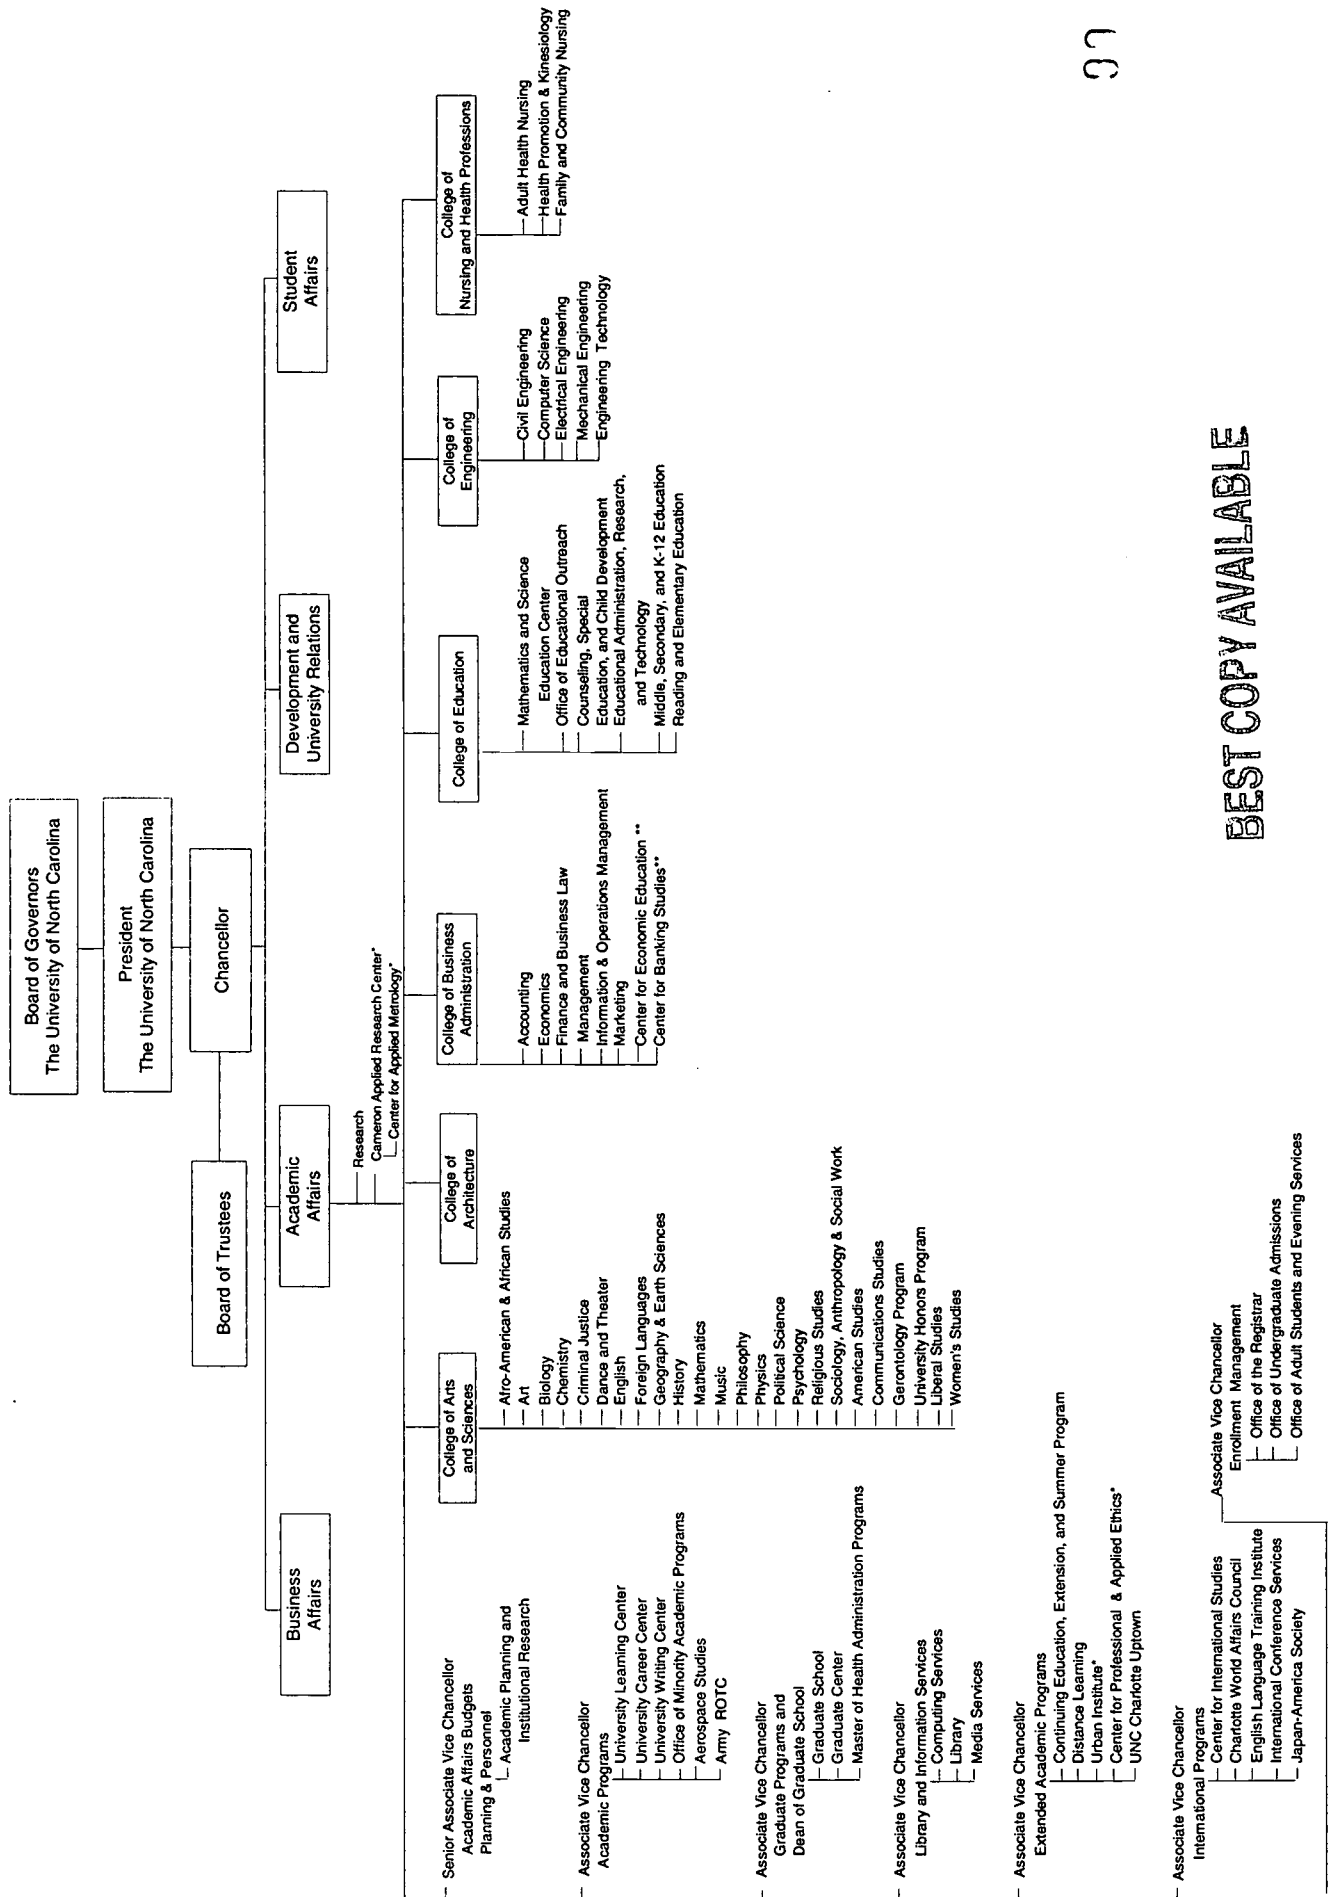 Board of Governors
The University of North Carolina
President
The University of North Carolina
Chancellor
Board of Trustees
Business
Affairs
Academic
Affairs
Development and
University Relations
Student
Affairs
Research
Cameron Applied Research Center*
Center for Applied Metrology*
College of Arts
and Sciences
College of
Architecture
College of Business
Administration
College of Education
College of
Engineering
College of
Nursing and Health Professions
Senior Associate Vice Chancellor
Academic Affairs Budgets
Planning & Personnel
Academic Planning and
Institutional Research
Associate Vice Chancellor
Academic Programs
University Learning Center
University Career Center
University Writing Center
Office of Minority Academic Programs
Aerospace Studies
Army ROTC
Associate Vice Chancellor
Graduate Programs and
Dean of Graduate School
Graduate School
Graduate Center
Master of Health Administration Programs
Associate Vice Chancellor
Library and Information Services
Computing Services
Library
Media Services
Associate Vice Chancellor
Extended Academic Programs
Continuing Education, Extension, and Summer Program
Distance Learning
Urban Institute*
Center for Professional & Applied Ethics*
UNC Charlotte Uptown
Associate Vice Chancellor
International Programs
Center for International Studies
Charlotte World Affairs Council
English Language Training Institute
International Conference Services
Japan-America Society
Associate Vice Chancellor
Enrollment Management
Office of the Registrar
Office of Undergraduate Admissions
Office of Adult Students and Evening Services
Afro-American & African Studies
Art
Biology
Chemistry
Criminal Justice
Dance and Theater
English
Foreign Languages
Geography & Earth Sciences
History
Mathematics
Music
Philosophy
Physics
Political Science
Psychology
Religious Studies
Sociology, Anthropology & Social Work
American Studies
Communications Studies
Gerontology Program
University Honors Program
Liberal Studies
Women's Studies
Accounting
Economics
Finance and Business Law
Management
Information & Operations Management
Marketing
Center for Economic Education **
Center for Banking Studies**
Mathematics and Science
Education Center
Office of Educational Outreach
Counseling, Special
Education, and Child Development
Educational Administration, Research,
and Technology
Middle, Secondary, and K-12 Education
Reading and Elementary Education
Civil Engineering
Computer Science
Electrical Engineering
Mechanical Engineering
Engineering Technology
Adult Health Nursing
Health Promotion & Kinesiology
Family and Community Nursing
BEST COPY AVAILABLE